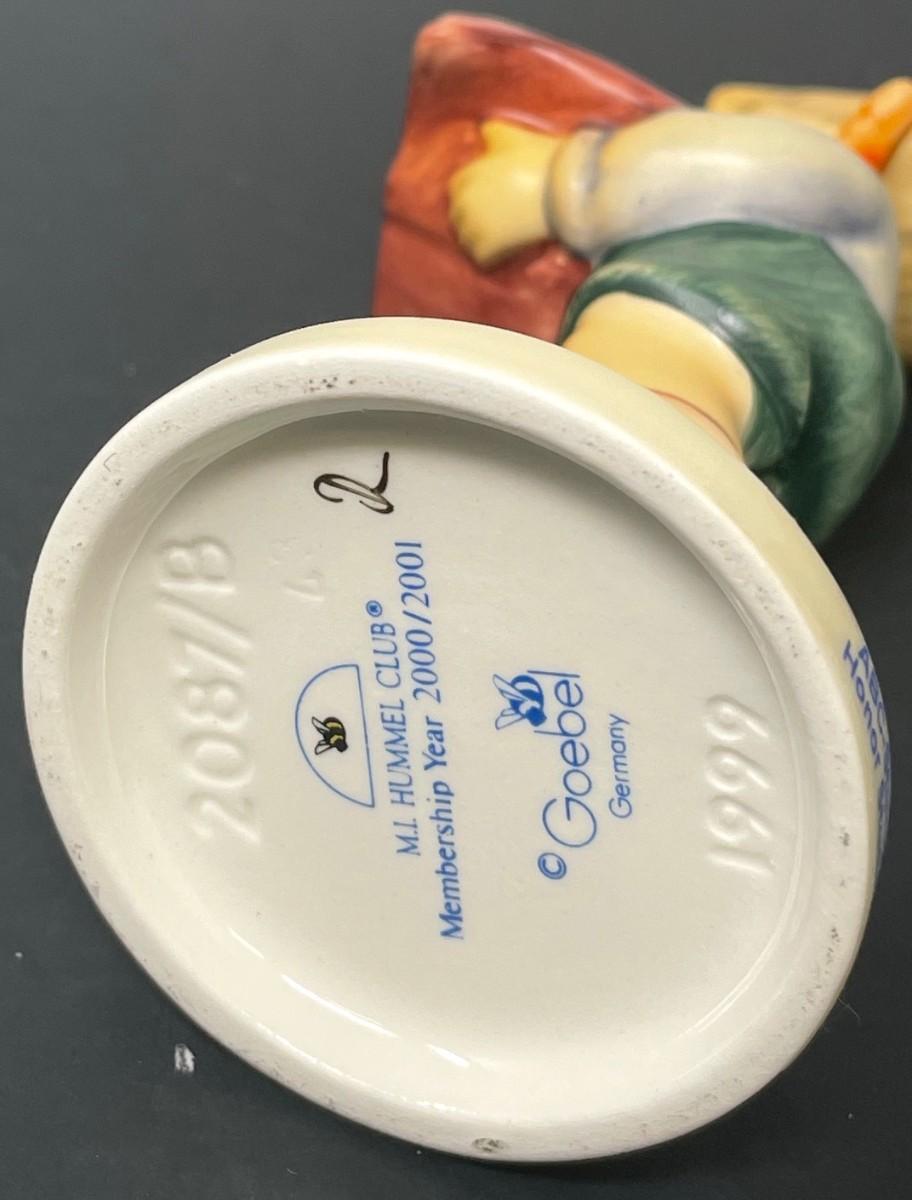 2087/B
M.I. HUMMEL CLUB®
Membership Year 2000/2001
© Goebel
Germany
1999